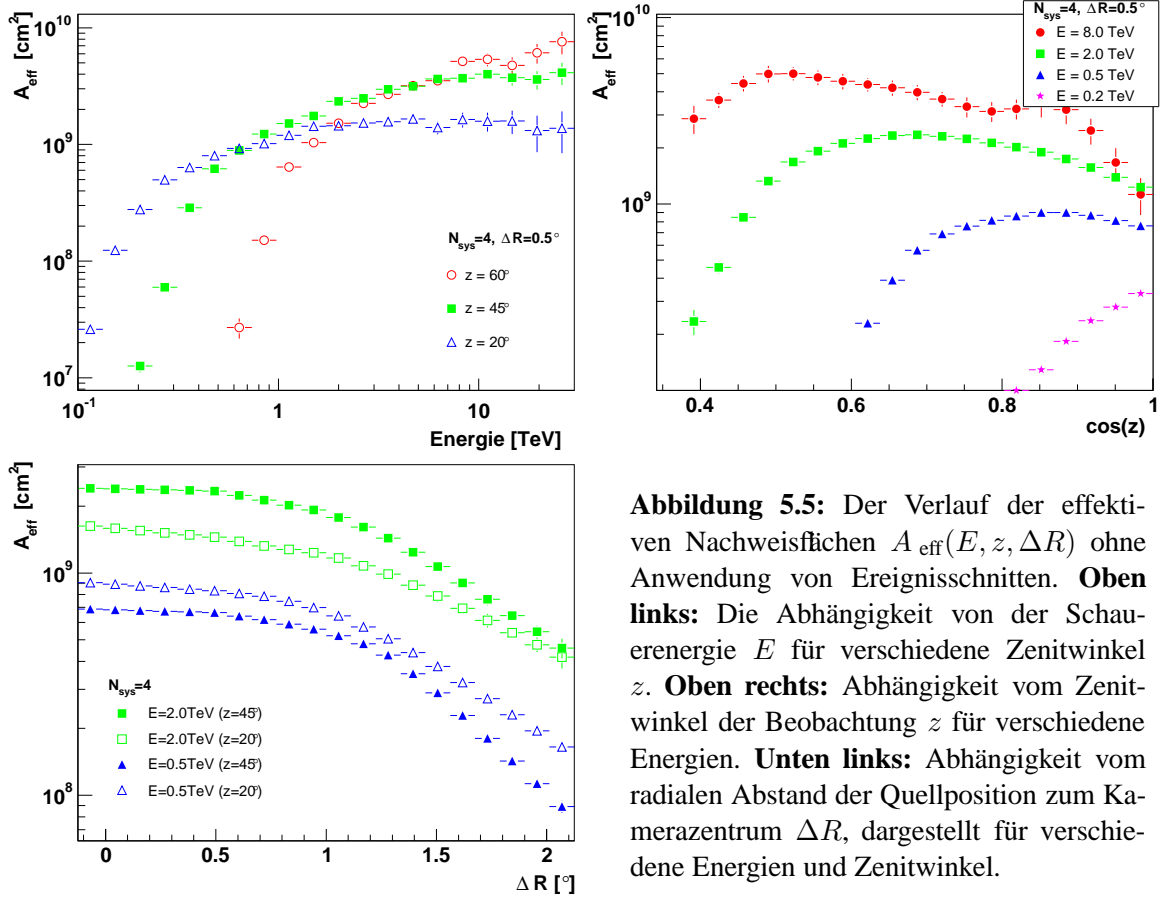 A_eff [cm²]
10¹⁰
10⁹
10⁸
10⁷
N_sys=4, ΔR=0.5°
z = 60°
z = 45°
z = 20°
10⁻¹ 1 10
Energie [TeV]
A_eff [cm²]
10¹⁰
10⁹
N_sys=4, ΔR=0.5°
E = 8.0 TeV
E = 2.0 TeV
E = 0.5 TeV
E = 0.2 TeV
0.4 0.6 0.8 1
cos(z)
A_eff [cm²]
10⁹
10⁸
N_sys=4
E=2.0TeV (z=45°)
E=2.0TeV (z=20°)
E=0.5TeV (z=45°)
E=0.5TeV (z=20°)
0 0.5 1 1.5 2
Δ R [°]
Abbildung 5.5: Der Verlauf der effekti-
ven Nachweisflächen A_eff(E, z, ΔR) ohne
Anwendung von Ereignisschnitten. Oben
links: Die Abhängigkeit von der Schau-
erenergie E für verschiedene Zenitwinkel
z. Oben rechts: Abhängigkeit vom Zenit-
winkel der Beobachtung z für verschiedene
Energien. Unten links: Abhängigkeit vom
radialen Abstand der Quellposition zum Ka-
merazentrum ΔR, dargestellt für verschie-
dene Energien und Zenitwinkel.